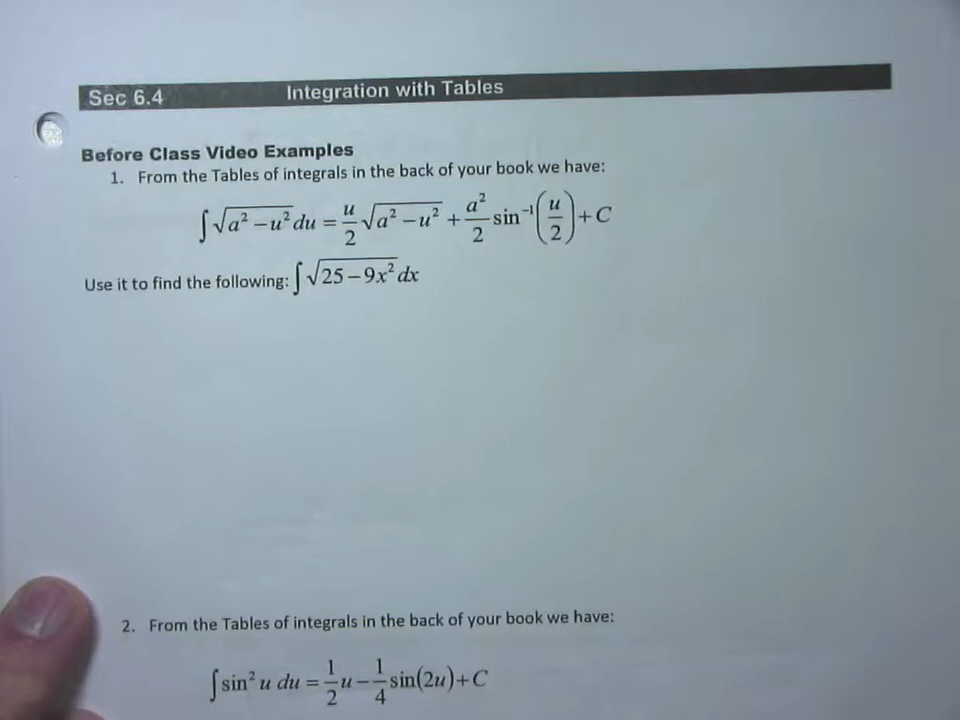 Sec 6.4 Integration with Tables
Before Class Video Examples
1. From the Tables of integrals in the back of your book we have:
∫√(a² − u²) du = u/2 √(a² − u²) + a²/2 sin⁻¹(u/2) + C
Use it to find the following: ∫√(25 − 9x²) dx
2. From the Tables of integrals in the back of your book we have:
∫ sin² u du = 1/2 u − 1/4 sin(2u) + C